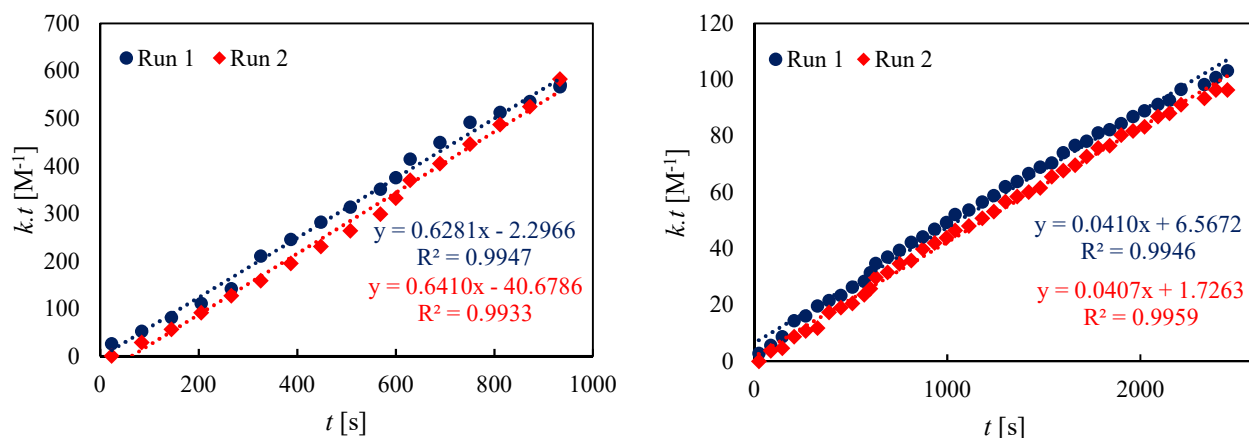 700
600
500
400
300
200
100
0
Run 1 Run 2
y = 0.6281x - 2.2966
R² = 0.9947
y = 0.6410x - 40.6786
R² = 0.9933
0 200 400 600 800 1000
k.t [M⁻¹]
t [s]
120
100
80
60
40
20
0
Run 1 Run 2
y = 0.0410x + 6.5672
R² = 0.9946
y = 0.0407x + 1.7263
R² = 0.9959
0 1000 2000
k.t [M⁻¹]
t [s]